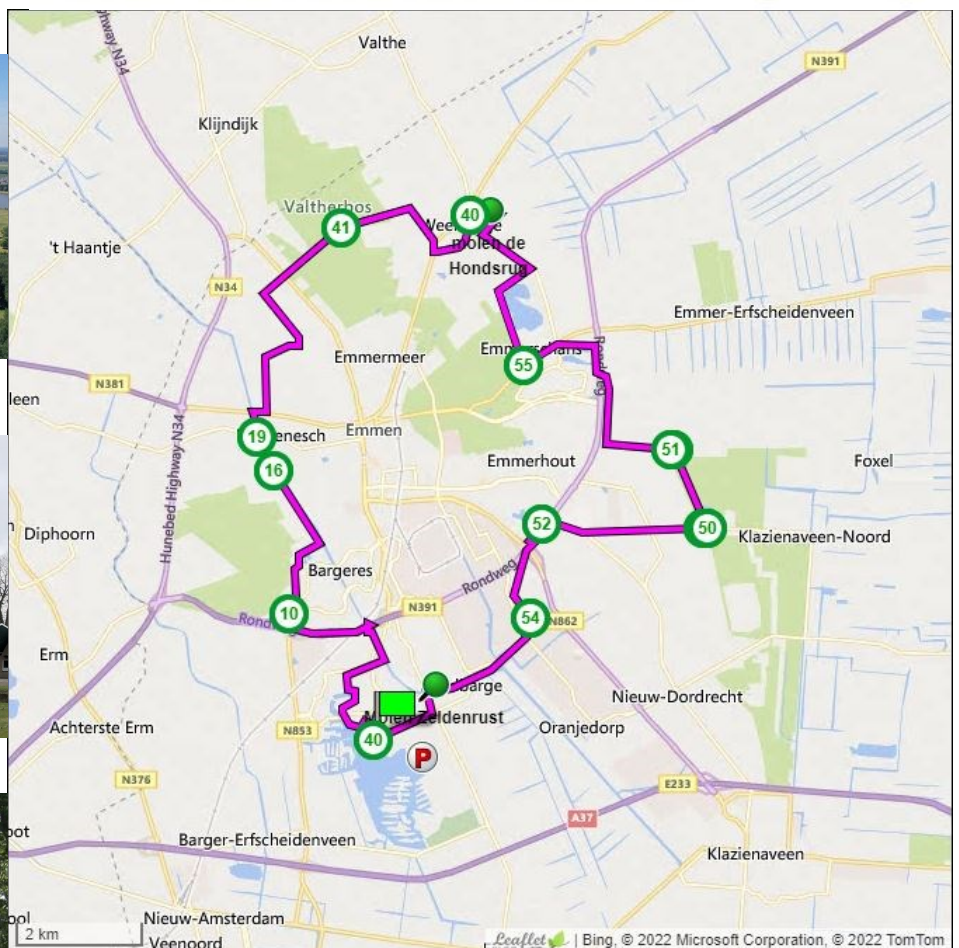 Highway N34
Valthe
N391
Klijndijk
Valtherbos
41
40
molen de
Hondsrug
't Haantje
N34
Emmer-Erfscheidenveen
Emmermeer
55
Rondweg
N381
Emmen
19
16
51
Emmerhout
Foxel
Hunebed Highway N34
52
50
Diphoorn
Klazienaveen-Noord
Bargeres
Rondweg
10
N391
54
N862
Erm
Nieuw-Dordrecht
Molen Zeldenrust
Achterste Erm
N853
Oranjedorp
40
P
N376
E233
A37
Barger-Erfscheidenveen
Klazienaveen
Nieuw-Amsterdam
2 km
Veenoord
Leaflet | Bing, © 2022 Microsoft Corporation, © 2022 TomTom